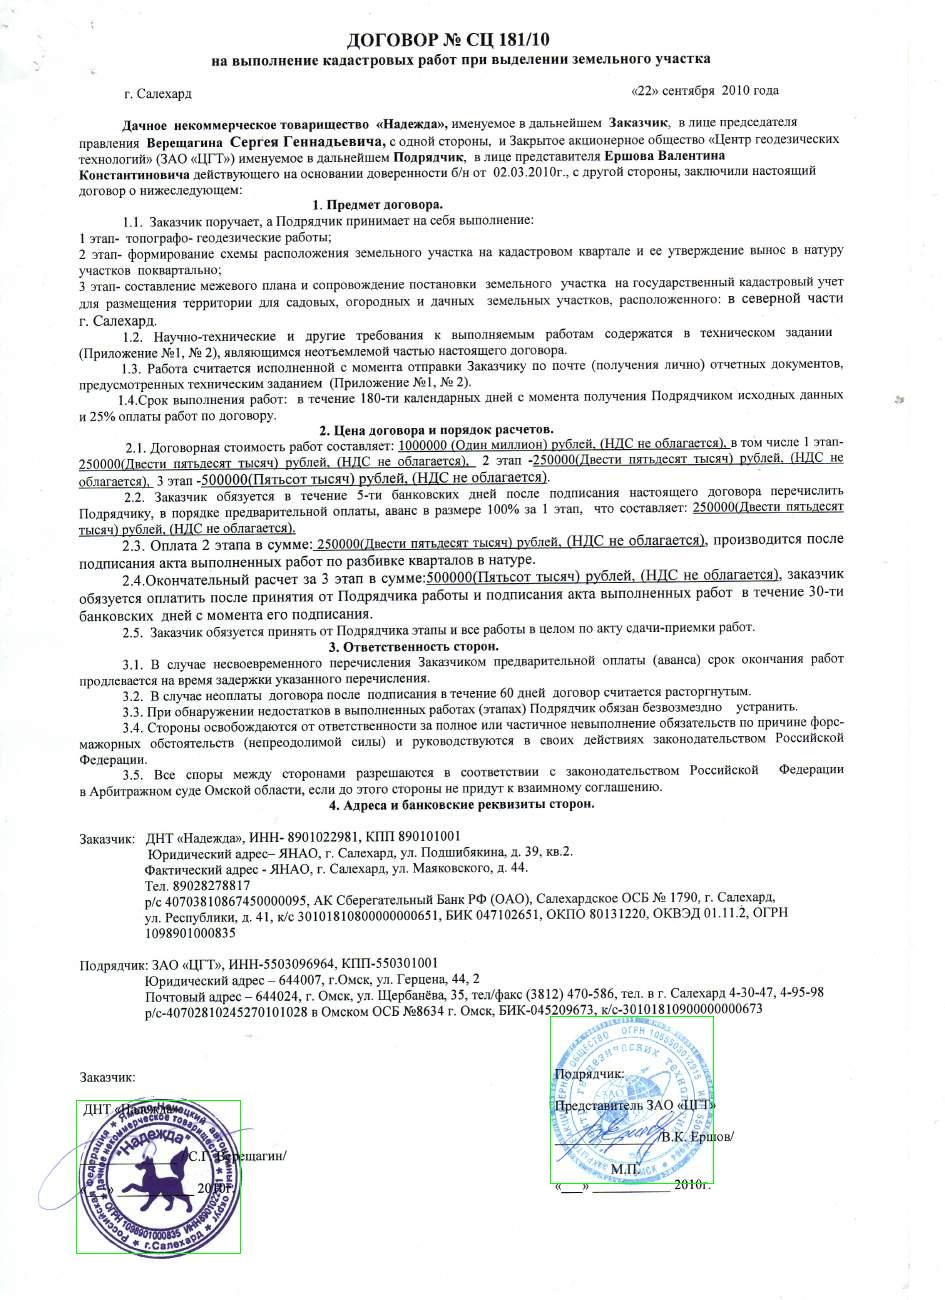 ДОГОВОР № СЦ 181/10
на выполнение кадастровых работ при выделении земельного участка
г. Салехард «22» сентября 2010 года
Дачное некоммерческое товарищество «Надежда», именуемое в дальнейшем Заказчик, в лице председателя
правления Верещагина Сергея Геннадьевича, с одной стороны, и Закрытое акционерное общество «Центр геодезических
технологий» (ЗАО «ЦГТ») именуемое в дальнейшем Подрядчик, в лице представителя Ершова Валентина
Константиновича действующего на основании доверенности б/н от 02.03.2010г., с другой стороны, заключили настоящий
договор о нижеследующем:
1. Предмет договора.
1.1. Заказчик поручает, а Подрядчик принимает на себя выполнение:
1 этап- топографо- геодезические работы;
2 этап- формирование схемы расположения земельного участка на кадастровом квартале и ее утверждение вынос в натуру
участков поквартально;
3 этап- составление межевого плана и сопровождение постановки земельного участка на государственный кадастровый учет
для размещения территории для садовых, огородных и дачных земельных участков, расположенного: в северной части
г. Салехард.
1.2. Научно-технические и другие требования к выполняемым работам содержатся в техническом задании
(Приложение №1, № 2), являющимся неотъемлемой частью настоящего договора.
1.3. Работа считается исполненной с момента отправки Заказчику по почте (получения лично) отчетных документов,
предусмотренных техническим заданием (Приложение №1, № 2).
1.4.Срок выполнения работ: в течение 180-ти календарных дней с момента получения Подрядчиком исходных данных
и 25% оплаты работ по договору.
2. Цена договора и порядок расчетов.
2.1. Договорная стоимость работ составляет: 1000000 (Один миллион) рублей, (НДС не облагается), в том числе 1 этап-
250000(Двести пятьдесят тысяч) рублей, (НДС не облагается), 2 этап -250000(Двести пятьдесят тысяч) рублей, (НДС не
облагается), 3 этап -500000(Пятьсот тысяч) рублей, (НДС не облагается).
2.2. Заказчик обязуется в течение 5-ти банковских дней после подписания настоящего договора перечислить
Подрядчику, в порядке предварительной оплаты, аванс в размере 100% за 1 этап, что составляет: 250000(Двести пятьдесят
тысяч) рублей, (НДС не облагается).
2.3. Оплата 2 этапа в сумме: 250000(Двести пятьдесят тысяч) рублей, (НДС не облагается), производится после
подписания акта выполненных работ по разбивке кварталов в натуре.
2.4.Окончательный расчет за 3 этап в сумме:500000(Пятьсот тысяч) рублей, (НДС не облагается), заказчик
обязуется оплатить после принятия от Подрядчика работы и подписания акта выполненных работ в течение 30-ти
банковских дней с момента его подписания.
2.5. Заказчик обязуется принять от Подрядчика этапы и все работы в целом по акту сдачи-приемки работ.
3. Ответственность сторон.
3.1. В случае несвоевременного перечисления Заказчиком предварительной оплаты (аванса) срок окончания работ
продлевается на время задержки указанного перечисления.
3.2. В случае неоплаты договора после подписания в течение 60 дней договор считается расторгнутым.
3.3. При обнаружении недостатков в выполненных работах (этапах) Подрядчик обязан безвозмездно устранить.
3.4. Стороны освобождаются от ответственности за полное или частичное невыполнение обязательств по причине форс-
мажорных обстоятельств (непреодолимой силы) и руководствуются в своих действиях законодательством Российской
Федерации.
3.5. Все споры между сторонами разрешаются в соответствии с законодательством Российской Федерации
в Арбитражном суде Омской области, если до этого стороны не придут к взаимному соглашению.
4. Адреса и банковские реквизиты сторон.
Заказчик: ДНТ «Надежда», ИНН- 8901022981, КПП 890101001
Юридический адрес– ЯНАО, г. Салехард, ул. Подшибякина, д. 39, кв.2.
Фактический адрес - ЯНАО, г. Салехард, ул. Маяковского, д. 44.
Тел. 89028278817
р/с 40703810867450000095, АК Сберегательный Банк РФ (ОАО), Салехардское ОСБ № 1790, г. Салехард,
ул. Республики, д. 41, к/с 30101810800000000651, БИК 047102651, ОКПО 80131220, ОКВЭД 01.11.2, ОГРН
1098901000835
Подрядчик: ЗАО «ЦГТ», ИНН-5503096964, КПП-550301001
Юридический адрес – 644007, г.Омск, ул. Герцена, 44, 2
Почтовый адрес – 644024, г. Омск, ул. Щербанёва, 35, тел/факс (3812) 470-586, тел. в г. Салехард 4-30-47, 4-95-98
р/с-40702810245270101028 в Омском ОСБ №8634 г. Омск, БИК-045209673, к/с-30101810900000000673
Заказчик: Подрядчик:
ДНТ «Надежда» Представитель ЗАО «ЦГТ»
/С.Г. Верещагин/ /В.К. Ершов/
М.П.
«___» ___________ 2010г. «___» ___________ 2010г.
Российская Федерация ★ Ямало-Ненецкий автономный округ ★ г.Салехард ★
Дачное некоммерческое товарищество
"Надежда"
ОГРН 1098901000835 ИНН8901022981